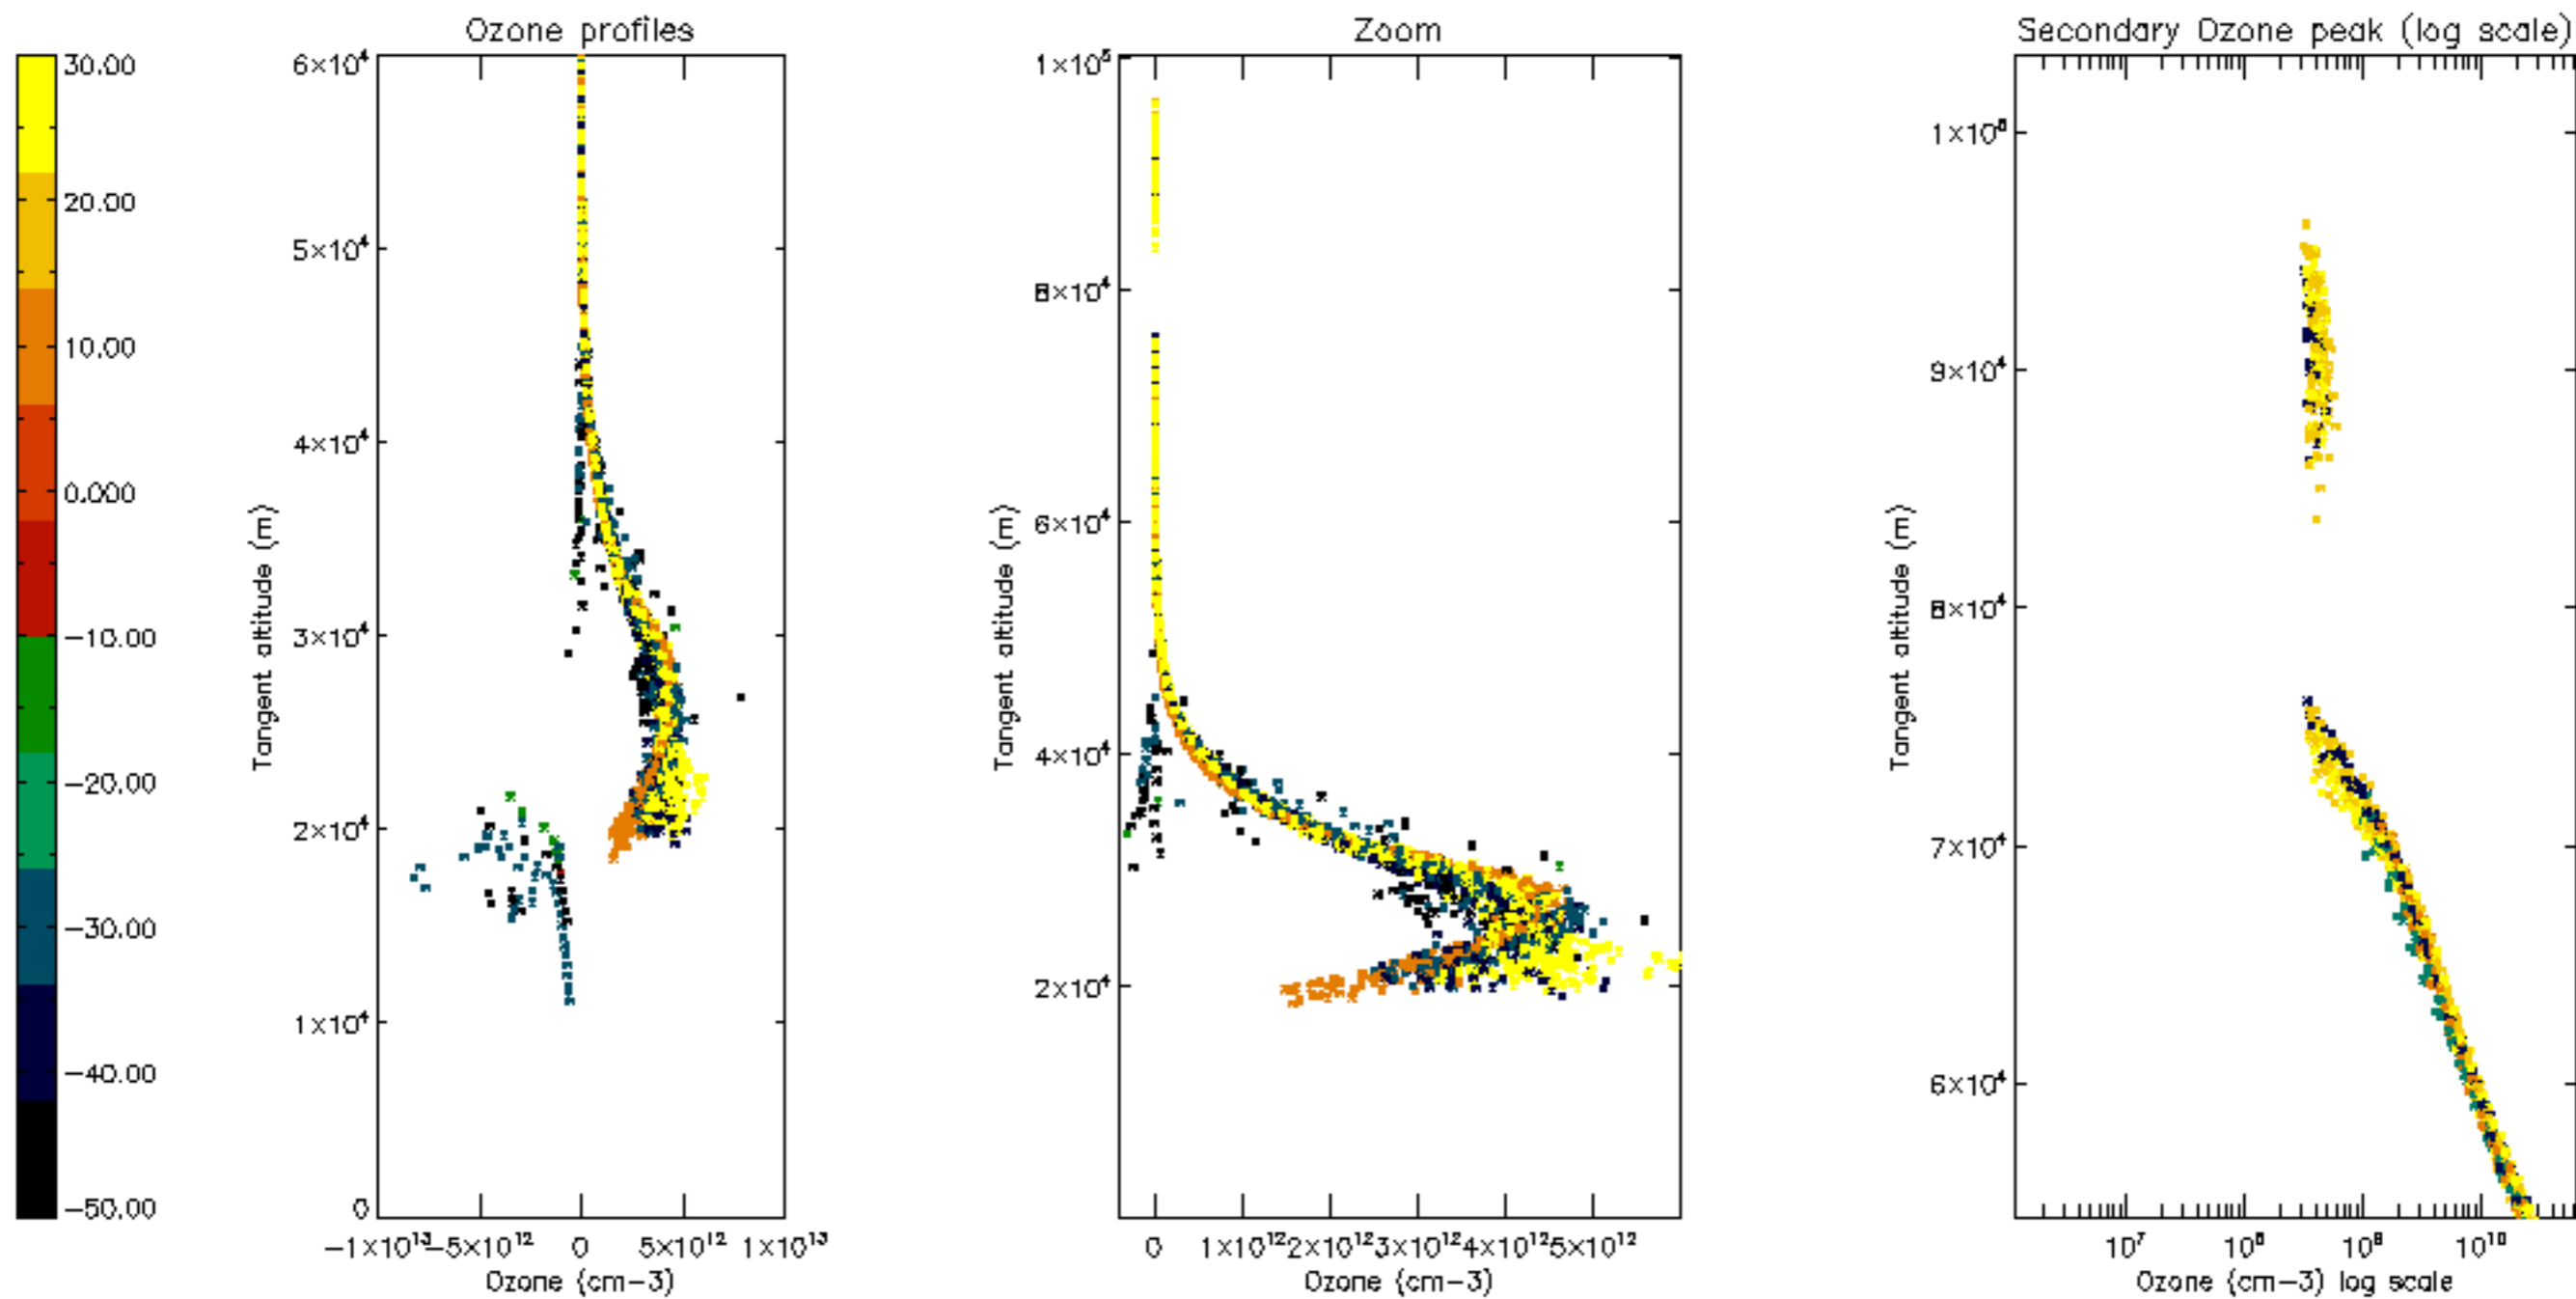 Ozone profiles
Zoom
Secondary Ozone peak (log scale)
30.00
20.00
10.00
0.000
−10.00
−20.00
−30.00
−40.00
−50.00
Tangent altitude (m)
6×10⁴
5×10⁴
4×10⁴
3×10⁴
2×10⁴
1×10⁴
0
−1×10¹³ −5×10¹² 0 5×10¹² 1×10¹³
Ozone (cm−3)
Tangent altitude (m)
1×10⁵
8×10⁴
6×10⁴
4×10⁴
2×10⁴
0 1×10¹² 2×10¹² 3×10¹² 4×10¹² 5×10¹²
Ozone (cm−3)
Tangent altitude (m)
1×10⁵
9×10⁴
8×10⁴
7×10⁴
6×10⁴
10⁷ 10⁸ 10⁹ 10¹⁰
Ozone (cm−3) log scale